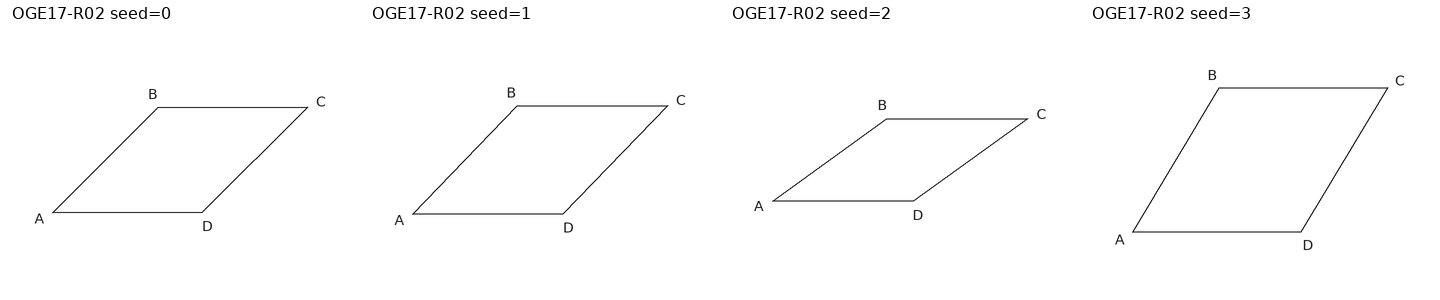 OGE17-R02 seed=0
B
C
A
D
OGE17-R02 seed=1
B
C
A
D
OGE17-R02 seed=2
B
C
A
D
OGE17-R02 seed=3
B
C
A
D